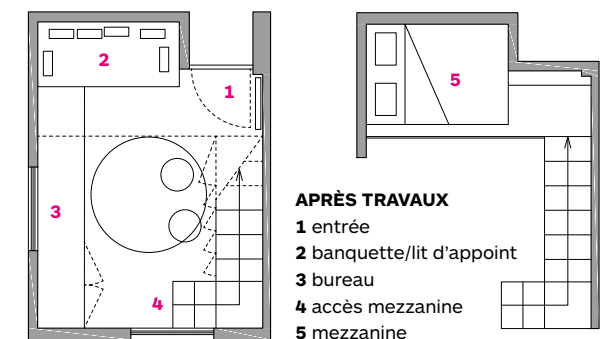 2
1
3
4
5
APRÈS TRAVAUX
1 entrée
2 banquette/lit d’appoint
3 bureau
4 accès mezzanine
5 mezzanine